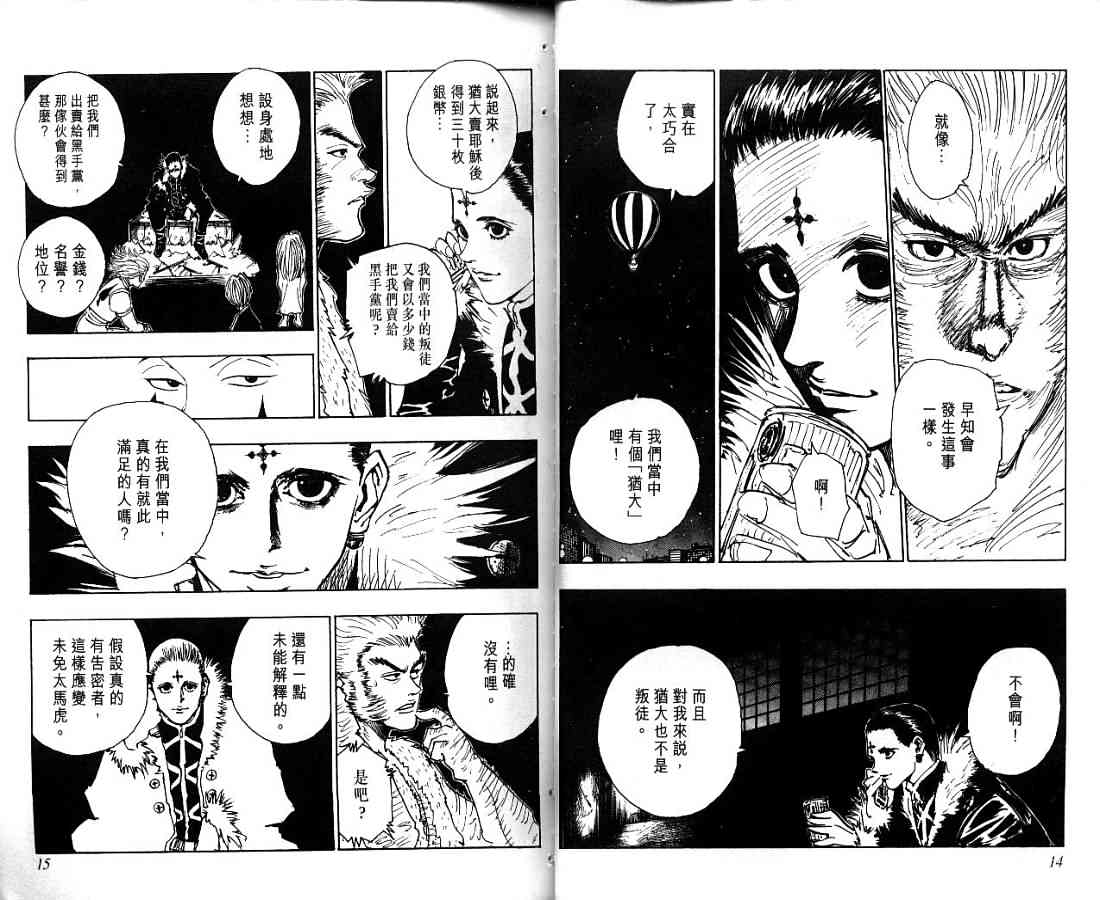 就像…
早知會
發生這事
一樣。
啊！
實在
太巧合
了，
我們當中
有個「猶大」
哩！
不會啊！
而且
對我來說，
猶大也不是
叛徒。
14
説起來，
猶大賣耶穌後
得到三十枚
銀幣…
我們當中的叛徒
又會以多少錢
把我們賣給
黑手黨呢？
設身處地
想想…
把我們
出賣給黑手黨，
那傢伙會得到
甚麼？
金錢？
名譽？
地位？
在我們當中，
真的有就此
滿足的人嗎？
…的確
沒有哩。
是吧？
還有一點
未能解釋的。
假設真的
有告密者，
這樣應變
未免太馬虎。
15